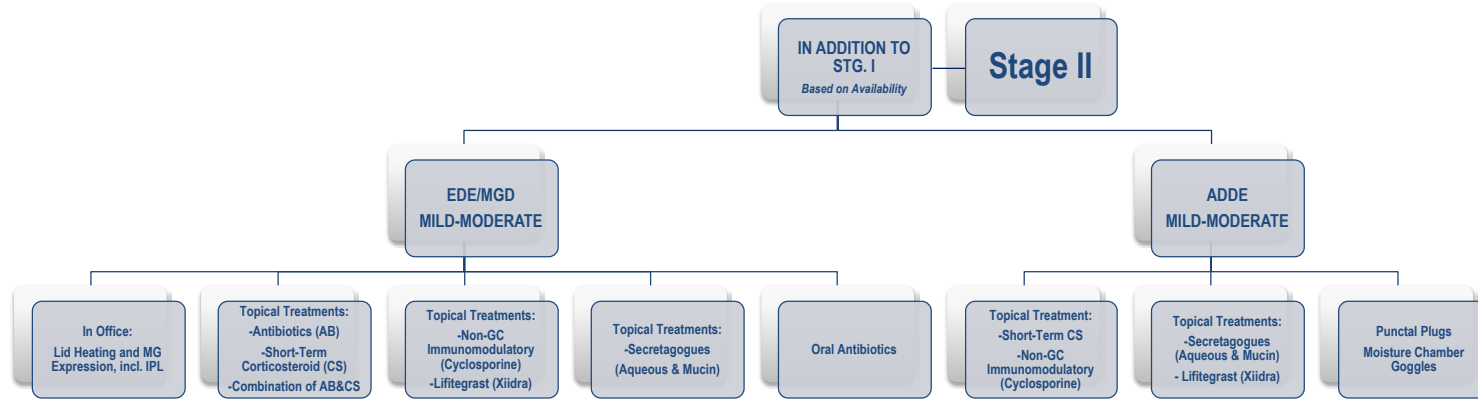 IN ADDITION TO
STG. I
Based on Availability
Stage II
EDE/MGD
MILD-MODERATE
ADDE
MILD-MODERATE
In Office:
Lid Heating and MG
Expression, incl. IPL
Topical Treatments:
-Antibiotics (AB)
-Short-Term
Corticosteroid (CS)
-Combination of AB&CS
Topical Treatments:
-Non-GC
Immunomodulatory
(Cyclosporine)
-Lifitegrast (Xiidra)
Topical Treatments:
-Secretagogues
(Aqueous & Mucin)
Oral Antibiotics
Topical Treatment:
-Short-Term CS
-Non-GC
Immunomodulatory
(Cyclosporine)
Topical Treatments:
-Secretagogues
(Aqueous & Mucin)
- Lifitegrast (Xiidra)
Punctal Plugs
Moisture Chamber
Goggles